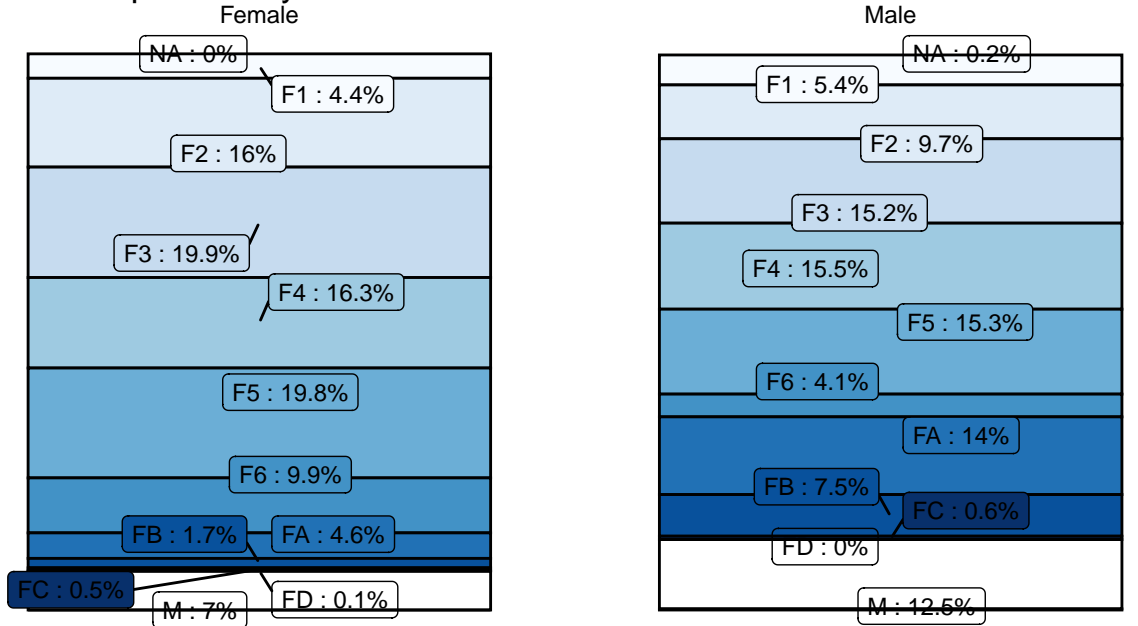 Female
NA : 0%
F1 : 4.4%
F2 : 16%
F3 : 19.9%
F4 : 16.3%
F5 : 19.8%
F6 : 9.9%
FB : 1.7%
FA : 4.6%
FC : 0.5%
FD : 0.1%
M : 7%
Male
NA : 0.2%
F1 : 5.4%
F2 : 9.7%
F3 : 15.2%
F4 : 15.5%
F5 : 15.3%
F6 : 4.1%
FA : 14%
FB : 7.5%
FC : 0.6%
FD : 0%
M : 12.5%